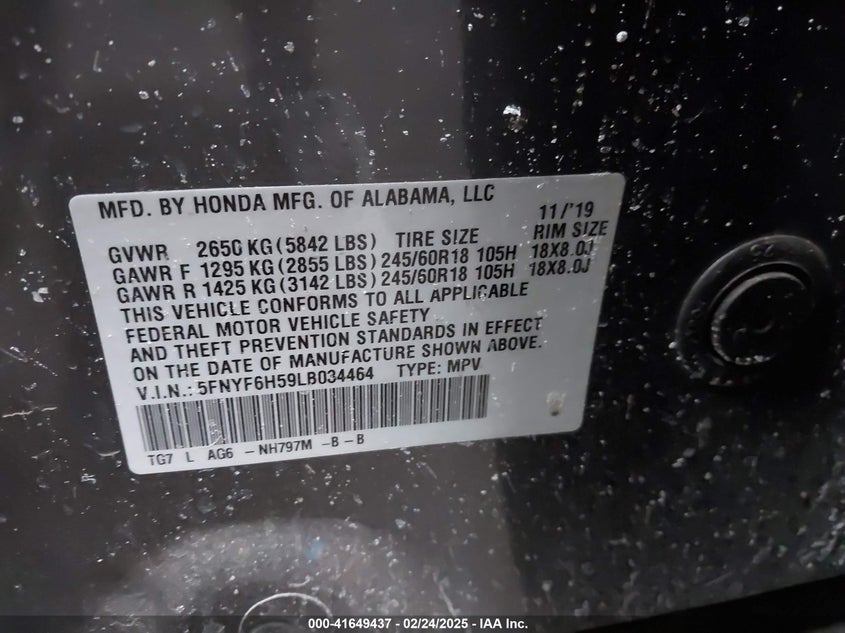 MFD. BY HONDA MFG. OF ALABAMA, LLC 11/'19
GVWR 2650 KG (5842 LBS) TIRE SIZE RIM SIZE
GAWR F 1295 KG (2855 LBS) 245/60R18 105H 18X8.0J
GAWR R 1425 KG (3142 LBS) 245/60R18 105H 18X8.0J
THIS VEHICLE CONFORMS TO ALL APPLICABLE
FEDERAL MOTOR VEHICLE SAFETY
AND THEFT PREVENTION STANDARDS IN EFFECT
ON THE DATE OF MANUFACTURE SHOWN ABOVE.
V.I.N.: 5FNYF6H59LB034464 TYPE: MPV
TG7 L AG6 -NH797M -B-B
000-41649437 - 02/24/2025 - IAA Inc.